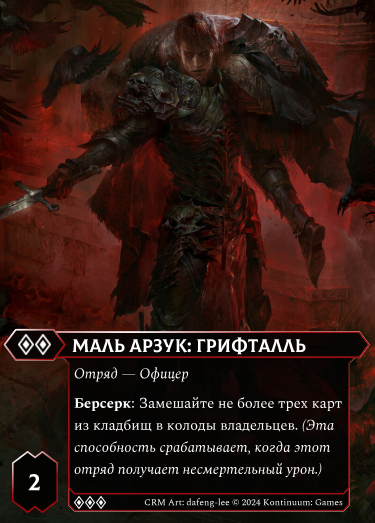 МАЛЬ АРЗУК: ГРИФТАЛЛЬ
Отряд — Офицер
Берсерк: Замешайте не более трех карт
из кладбищ в колоды владельцев. (Эта
способность срабатывает, когда этот
отряд получает несмертельный урон.)
2
CRM Art: dafeng-lee © 2024 Kontinuum: Games